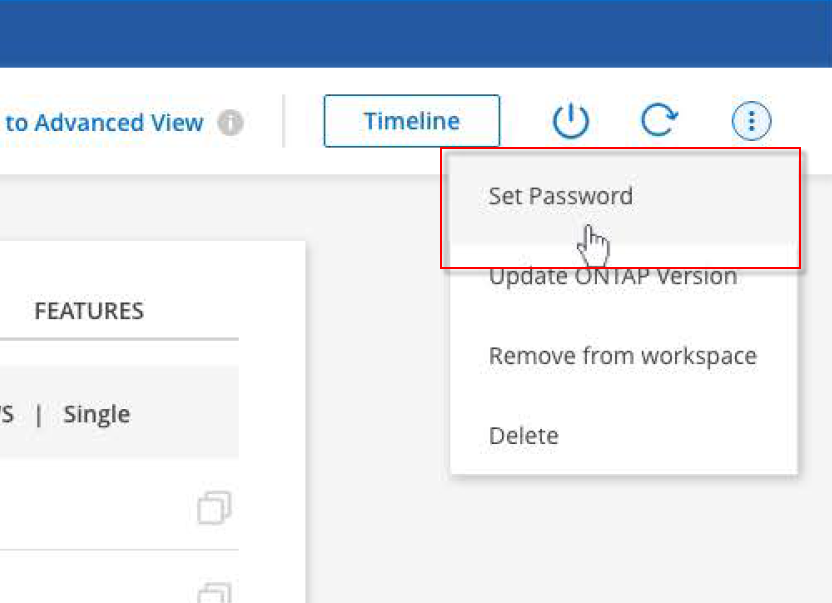 to Advanced View
Timeline
Set Password
Update ONTAP Version
Remove from workspace
Delete
FEATURES
S | Single